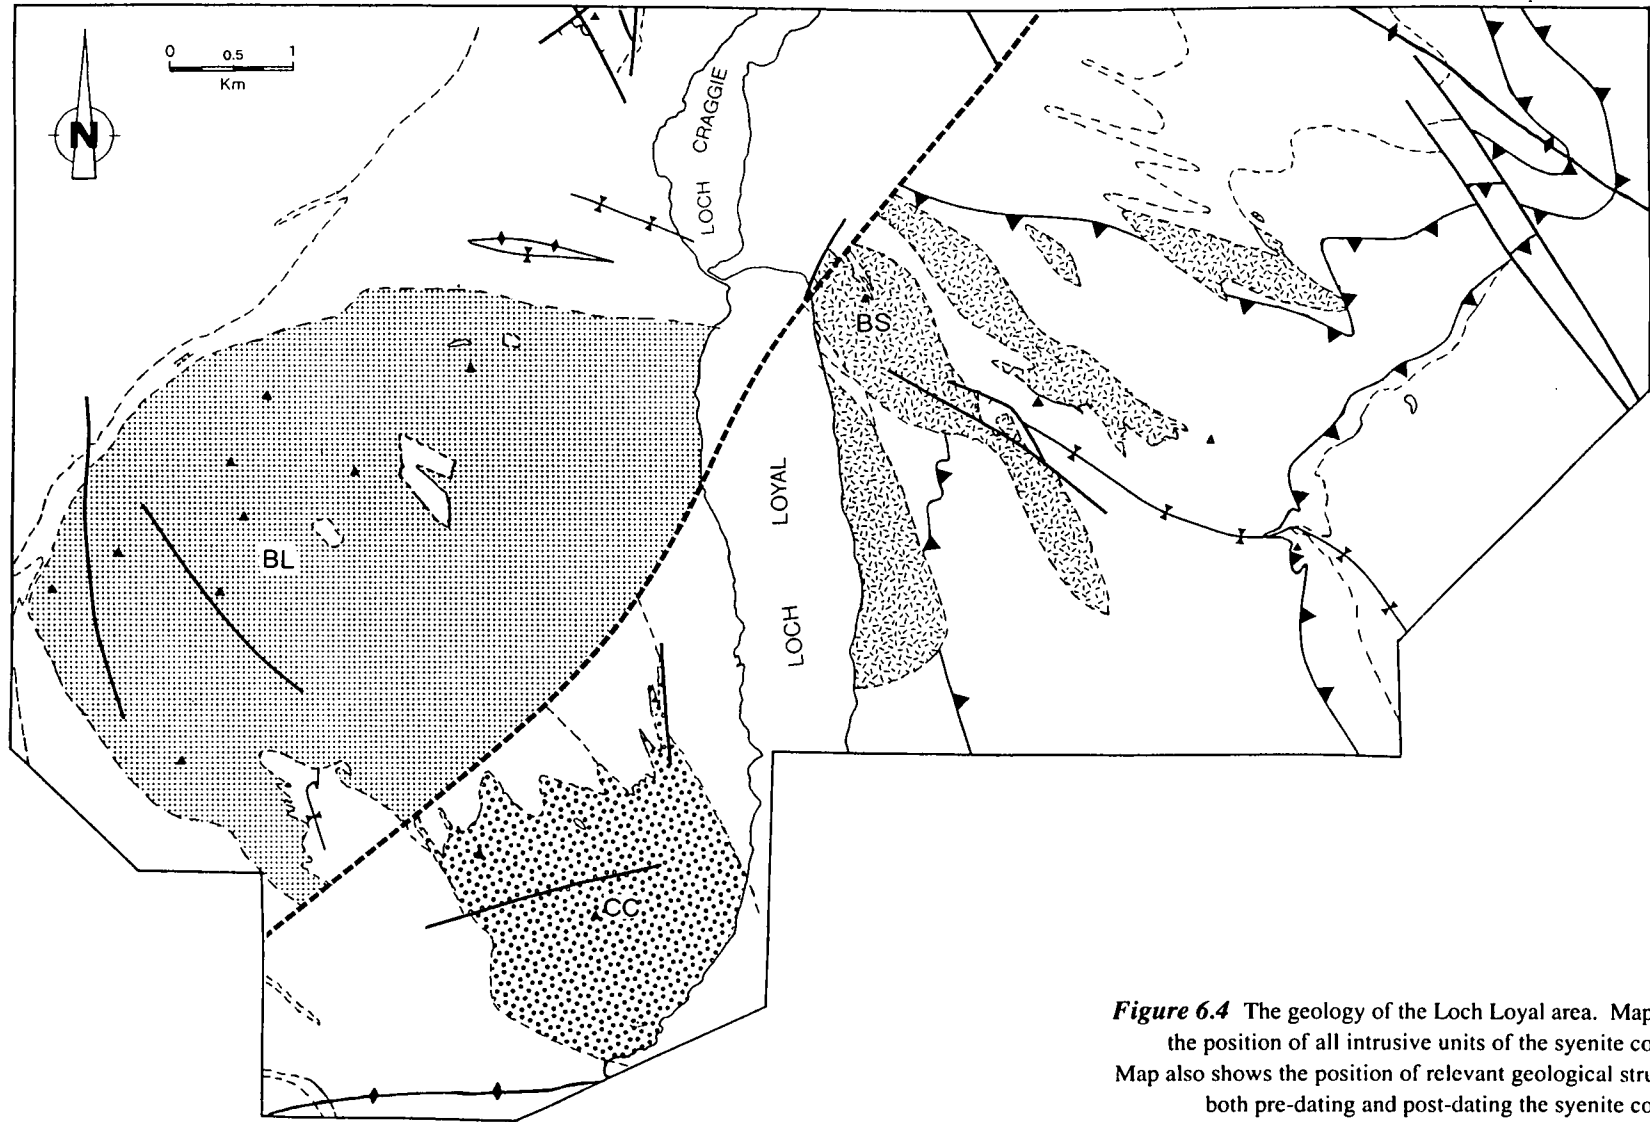 0 0.5 1
Km
N
LOCH CRAGGIE
BS
LOCH LOYAL
BL
CC
Figure 6.4 The geology of the Loch Loyal area. Map
the position of all intrusive units of the syenite co
Map also shows the position of relevant geological stru
both pre-dating and post-dating the syenite co